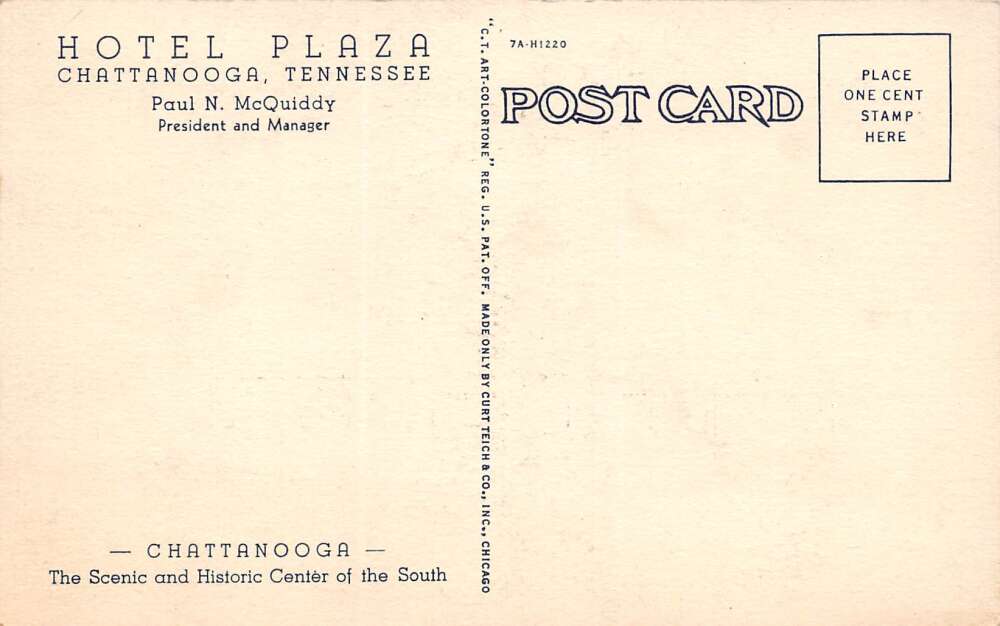 HOTEL PLAZA
CHATTANOOGA, TENNESSEE
Paul N. McQuiddy
President and Manager
— CHATTANOOGA —
The Scenic and Historic Center of the South
"C.T. ART-COLORTONE" REG. U.S. PAT. OFF. MADE ONLY BY CURT TEICH & CO., INC., CHICAGO
7A-H1220
POST CARD
PLACE
ONE CENT
STAMP
HERE